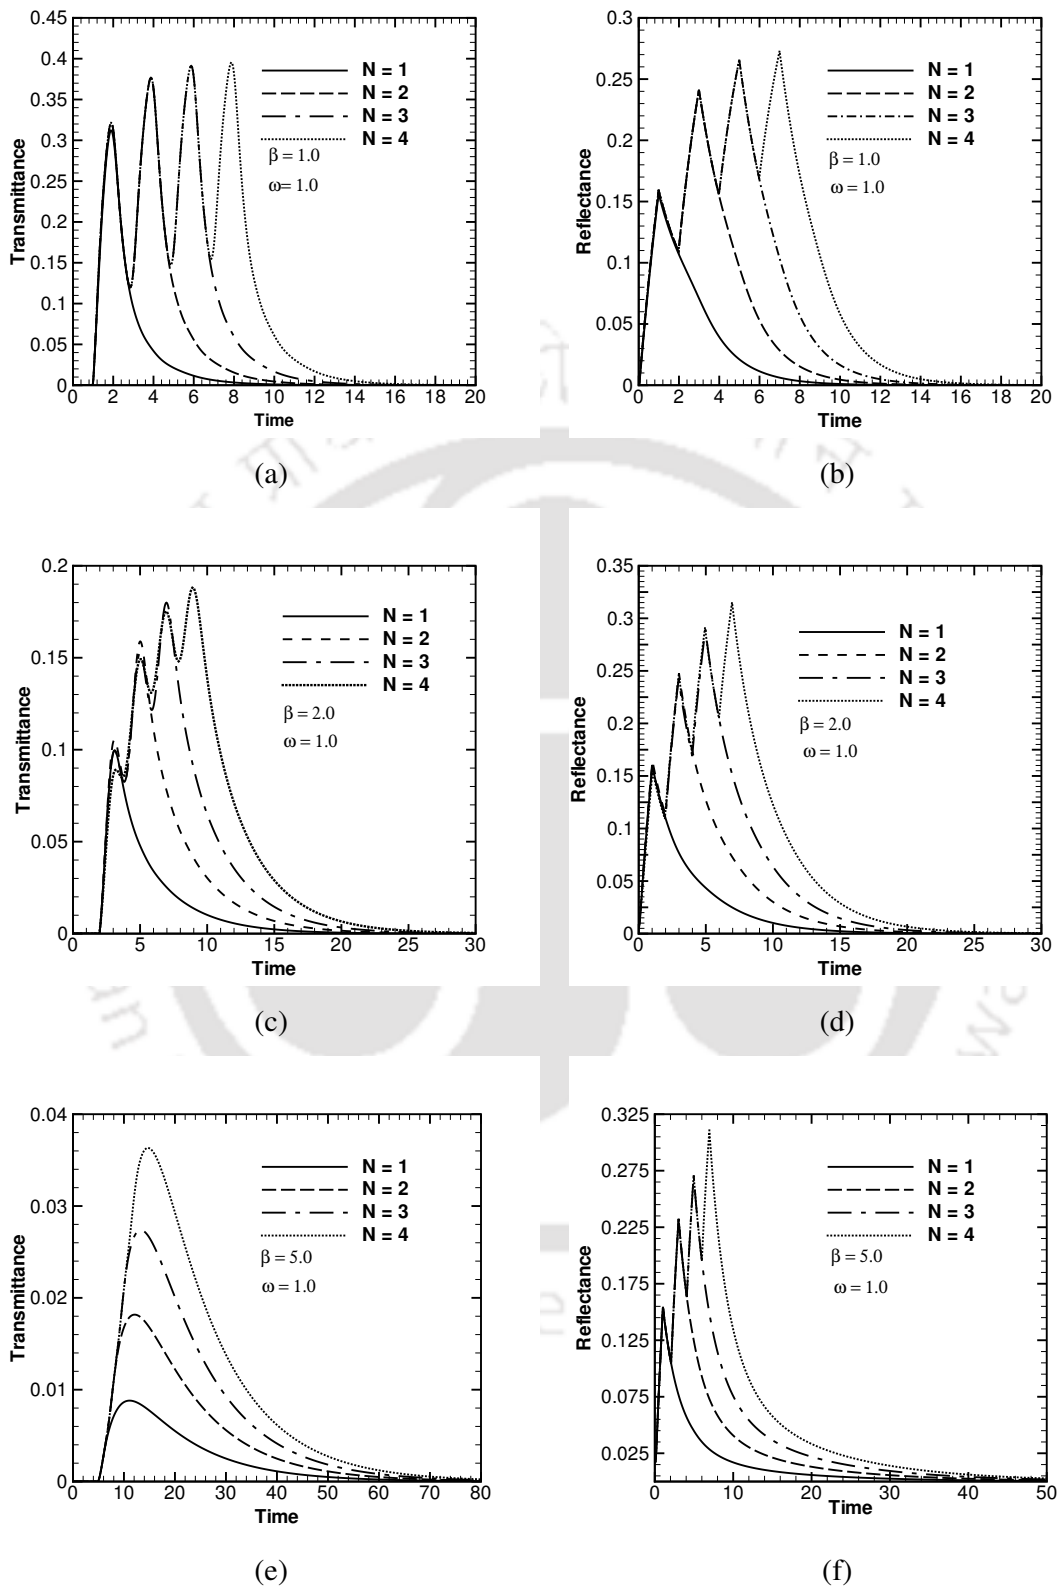 0.45
0.4
0.35
0.3
0.25
0.2
0.15
0.1
0.05
0
Transmittance
N = 1
N = 2
N = 3
N = 4
β = 1.0
ω= 1.0
0 2 4 6 8 10 12 14 16 18 20
Time
(a)
0.3
0.25
0.2
0.15
0.1
0.05
0
Reflectance
N = 1
N = 2
N = 3
N = 4
β = 1.0
ω = 1.0
0 2 4 6 8 10 12 14 16 18 20
Time
(b)
0.2
0.15
0.1
0.05
0
Transmittance
N = 1
N = 2
N = 3
N = 4
β = 2.0
ω = 1.0
0 5 10 15 20 25 30
Time
(c)
0.35
0.3
0.25
0.2
0.15
0.1
0.05
0
Reflectance
N = 1
N = 2
N = 3
N = 4
β = 2.0
ω = 1.0
0 5 10 15 20 25 30
Time
(d)
0.04
0.03
0.02
0.01
0
Transmittance
N = 1
N = 2
N = 3
N = 4
β = 5.0
ω = 1.0
0 10 20 30 40 50 60 70 80
Time
(e)
0.325
0.275
0.225
0.175
0.125
0.075
0.025
Reflectance
N = 1
N = 2
N = 3
N = 4
β = 5.0
ω = 1.0
0 10 20 30 40 50
Time
(f)